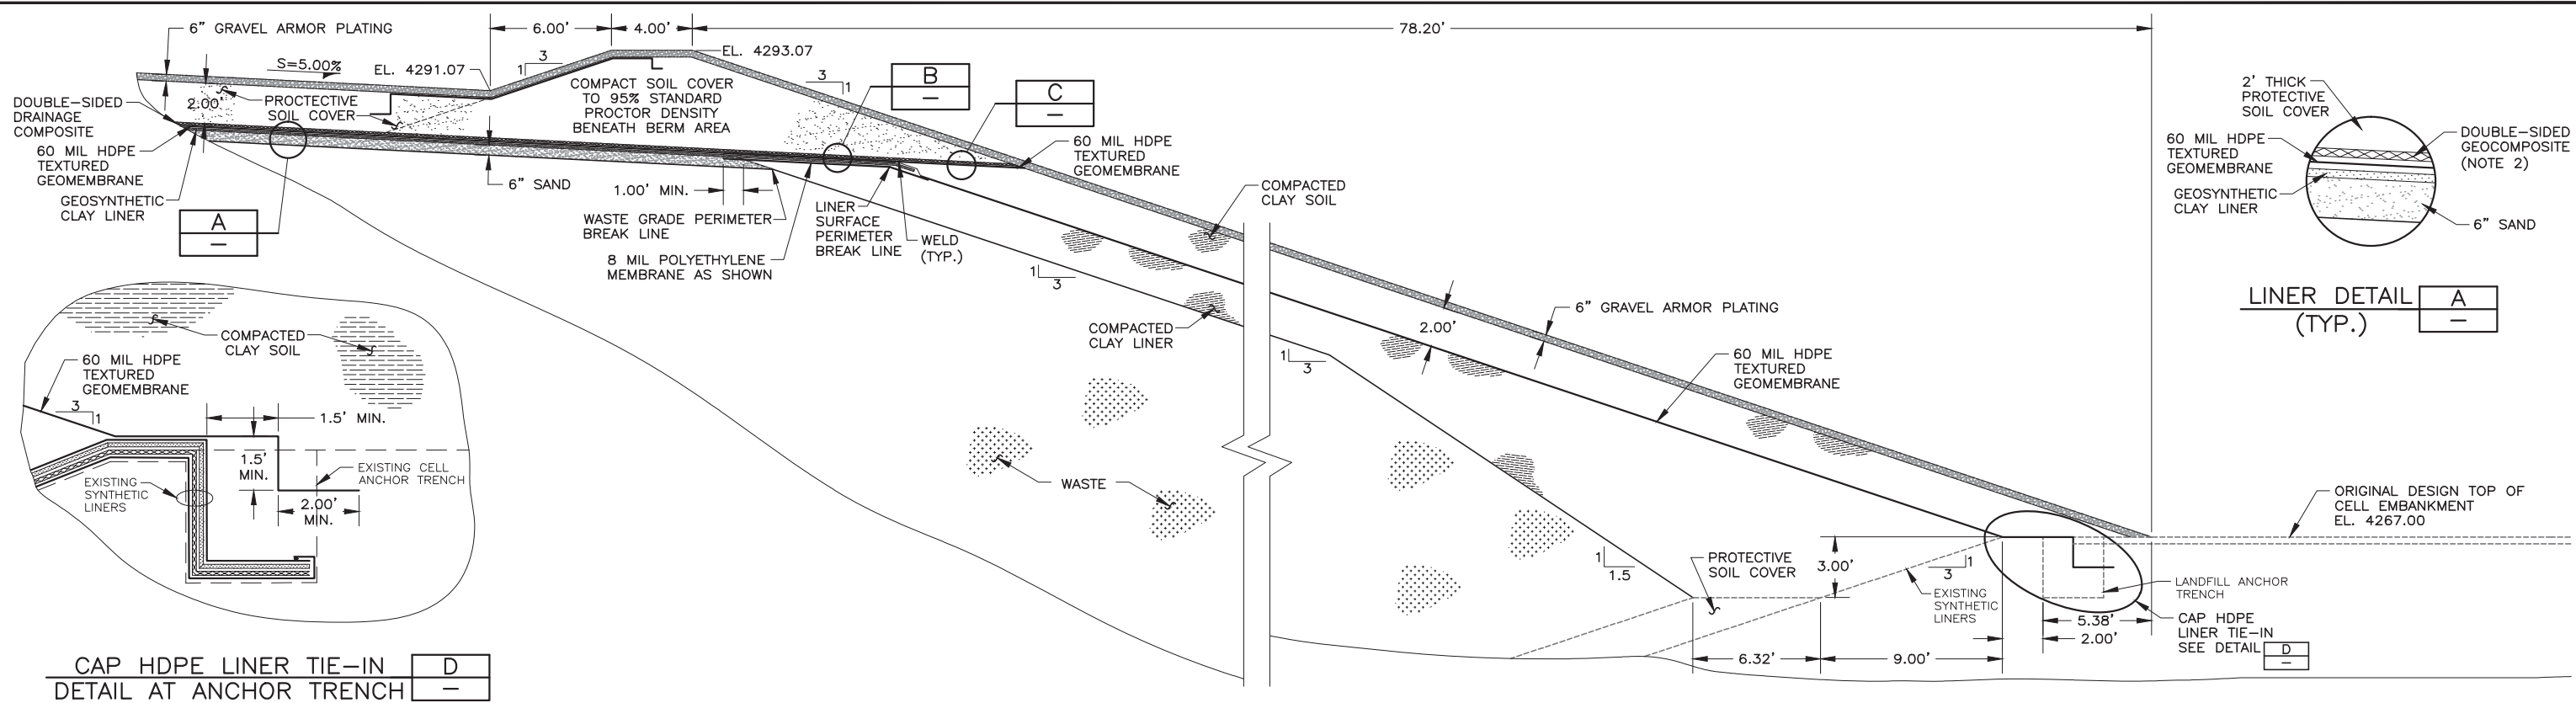 6" GRAVEL ARMOR PLATING
S=5.00%
EL. 4291.07
6.00'
4.00'
78.20'
3
1
EL. 4293.07
3
1
2.00'
PROCTECTIVE
SOIL COVER
COMPACT SOIL COVER
TO 95% STANDARD
PROCTOR DENSITY
BENEATH BERM AREA
B
–
C
–
DOUBLE–SIDED
DRAINAGE
COMPOSITE
60 MIL HDPE
TEXTURED
GEOMEMBRANE
GEOSYNTHETIC
CLAY LINER
A
–
6" SAND
1.00' MIN.
WASTE GRADE PERIMETER
BREAK LINE
8 MIL POLYETHYLENE
MEMBRANE AS SHOWN
LINER
SURFACE
PERIMETER
BREAK LINE
WELD
(TYP.)
60 MIL HDPE
TEXTURED
GEOMEMBRANE
COMPACTED
CLAY SOIL
1
3
COMPACTED
CLAY LINER
1
3
2.00'
6" GRAVEL ARMOR PLATING
60 MIL HDPE
TEXTURED
GEOMEMBRANE
WASTE
1
1.5
PROTECTIVE
SOIL COVER
3.00'
3
1
EXISTING
SYNTHETIC
LINERS
6.32'
9.00'
ORIGINAL DESIGN TOP OF
CELL EMBANKMENT
EL. 4267.00
LANDFILL ANCHOR
TRENCH
5.38'
2.00'
CAP HDPE
LINER TIE–IN
SEE DETAIL
D
–
2' THICK
PROTECTIVE
SOIL COVER
60 MIL HDPE
TEXTURED
GEOMEMBRANE
GEOSYNTHETIC
CLAY LINER
DOUBLE–SIDED
GEOCOMPOSITE
(NOTE 2)
6" SAND
LINER DETAIL
(TYP.)
A
–
COMPACTED
CLAY SOIL
60 MIL HDPE
TEXTURED
GEOMEMBRANE
3
1
1.5' MIN.
1.5'
MIN.
EXISTING CELL
ANCHOR TRENCH
EXISTING
SYNTHETIC
LINERS
2.00'
MIN.
CAP HDPE LINER TIE–IN
DETAIL AT ANCHOR TRENCH
D
–